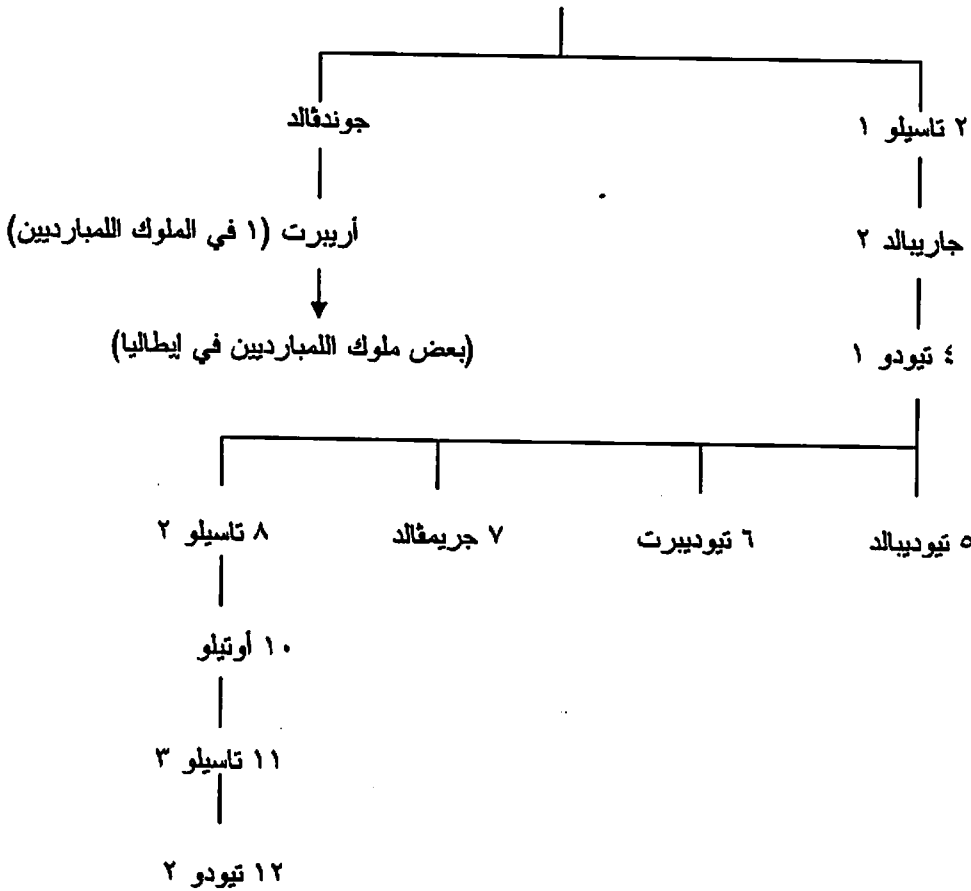 ٢ تاسيلو ١
جوندڤالد
جاريبالد ٢
أريبرت (١ في الملوك اللمبارديين)
٤ تيودو ١
(بعض ملوك اللمبارديين في إيطاليا)
٥ تيوديبالد
٦ تيوديبرت
٧ جريمڤالد
٨ تاسيلو ٢
١٠ أوتيلو
١١ تاسيلو ٣
١٢ تيودو ٢